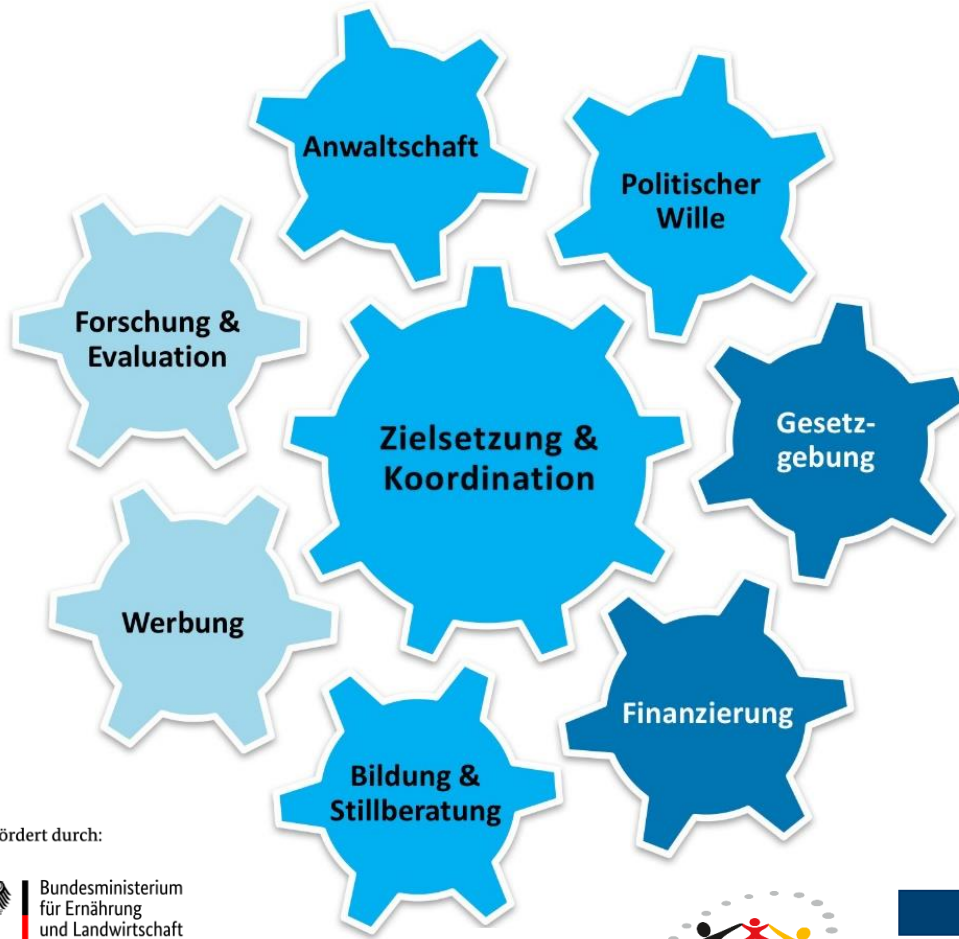 Anwaltschaft
Politischer
Wille
Forschung &
Evaluation
Zielsetzung &
Koordination
Gesetz-
gebung
Werbung
Finanzierung
Bildung &
Stillberatung
ördert durch:
Bundesministerium
für Ernährung
und Landwirtschaft